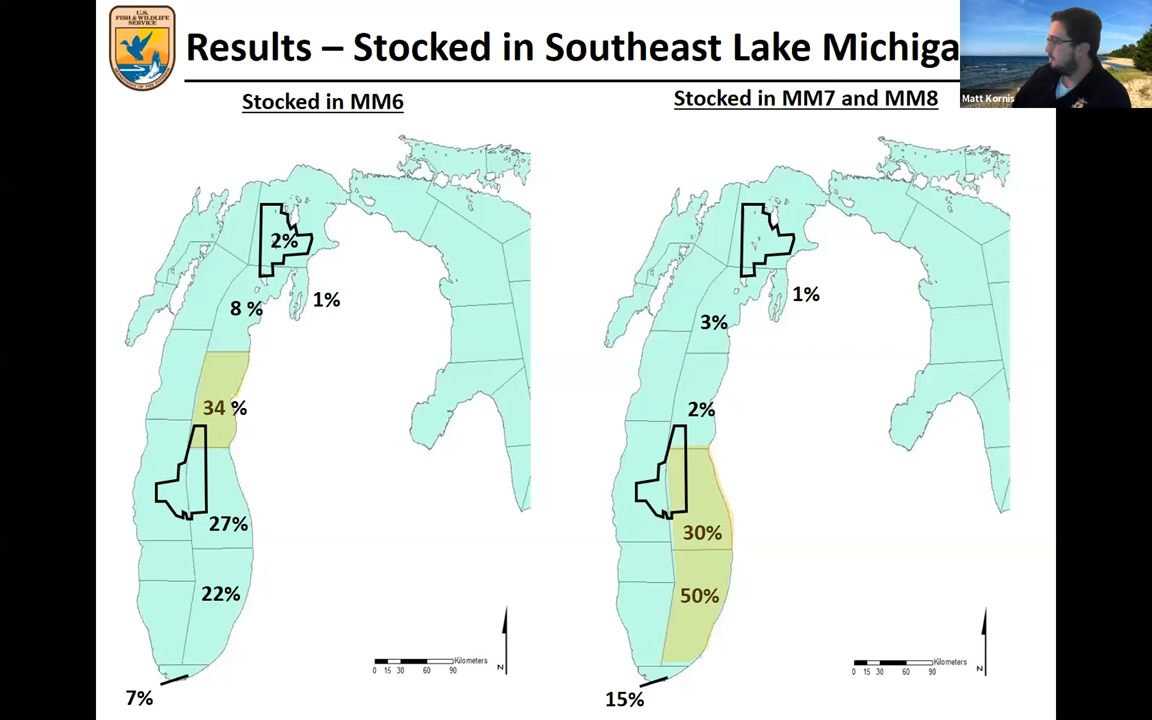 U.S.
FISH & WILDLIFE
SERVICE
Results – Stocked in Southeast Lake Michiga
Matt Kornis
Stocked in MM6
2%
1%
8 %
34 %
27%
22%
7%
Kilometers
0 15 30 60 90
N
Stocked in MM7 and MM8
1%
3%
2%
30%
50%
15%
Kilometers
0 15 30 60 90
N